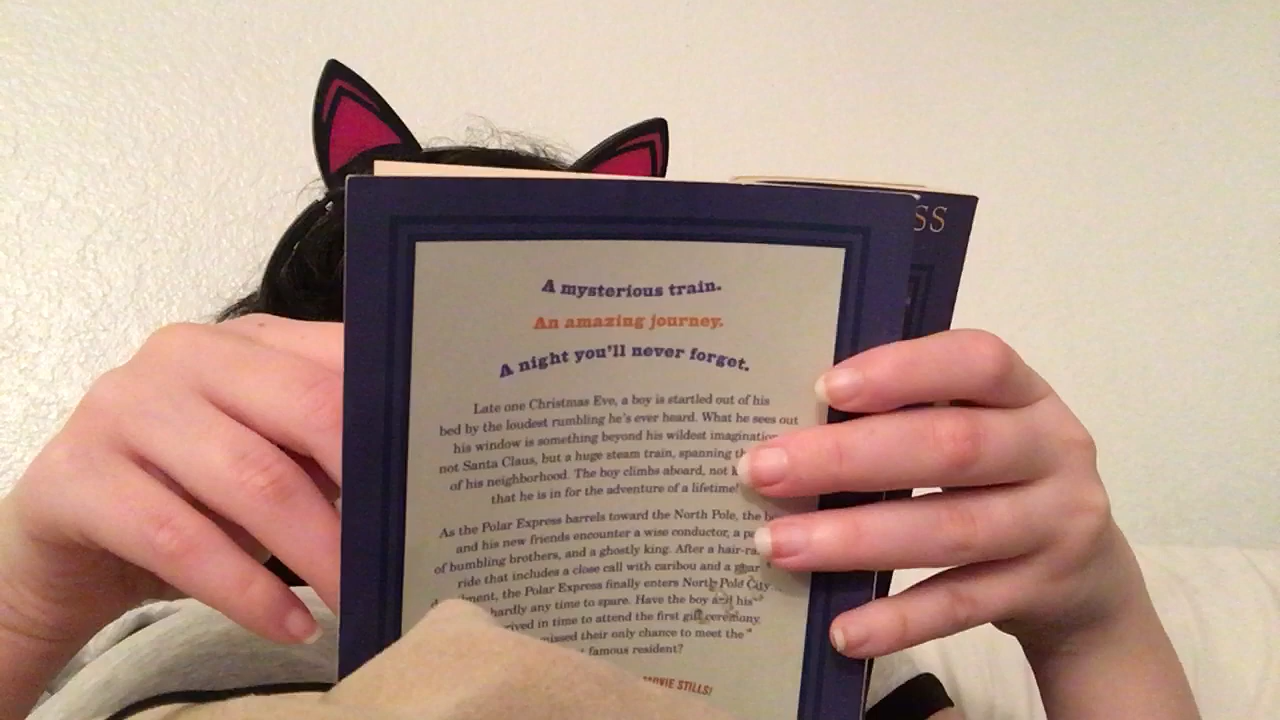 SS
A mysterious train.
An amazing journey.
A night you'll never forget.
Late one Christmas Eve, a boy is startled out of his
bed by the loudest rumbling he's ever heard. What he sees out
his window is something beyond his wildest imagination
not Santa Claus, but a huge steam train, spanning th
of his neighborhood. The boy climbs aboard, not k
that he is in for the adventure of a lifetime!
As the Polar Express barrels toward the North Pole, the b
and his new friends encounter a wise conductor, a pa
of bumbling brothers, and a ghostly king. After a hair-ra
ride that includes a close call with caribou and a
ment, the Polar Express finally enters North Pole City...
hardly any time to spare. Have the boy and his
rived in time to attend the first gift ceremony,
missed their only chance to meet the
famous resident?
MOVIE STILLS!